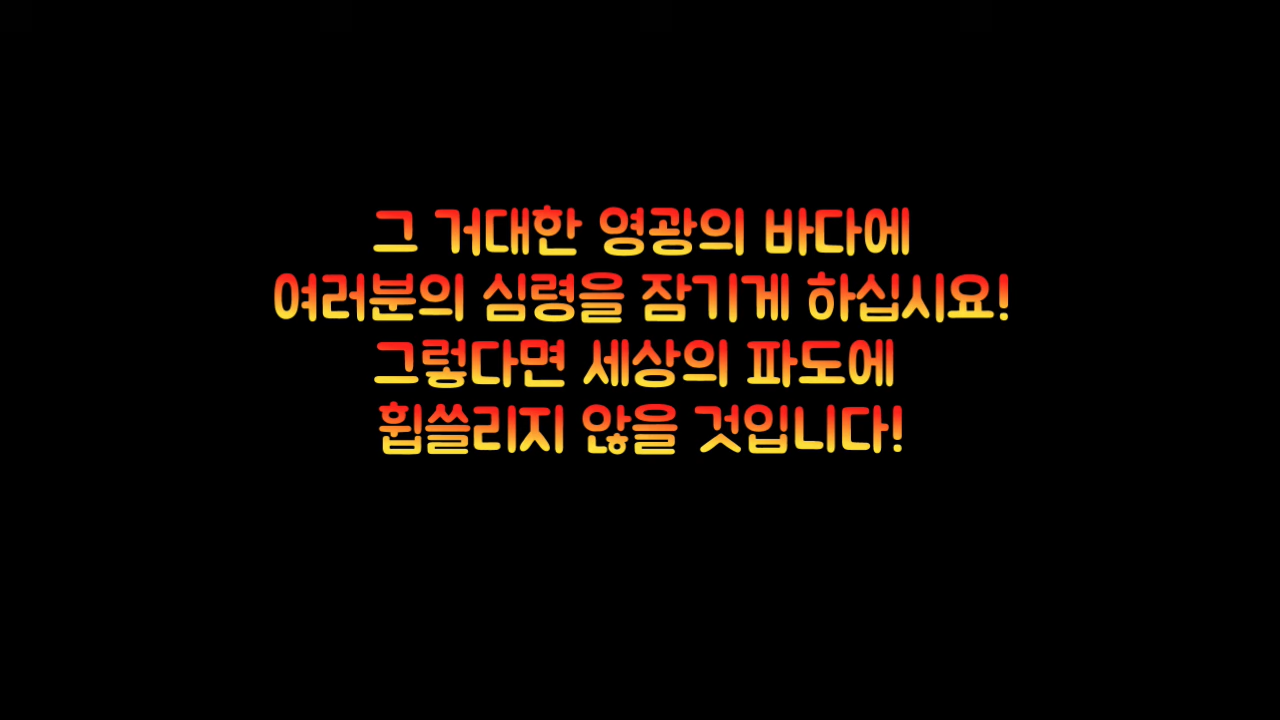 그 거대한 영광의 바다에
여러분의 심령을 잠기게 하십시요!
그렇다면 세상의 파도에
휩쓸리지 않을 것입니다!